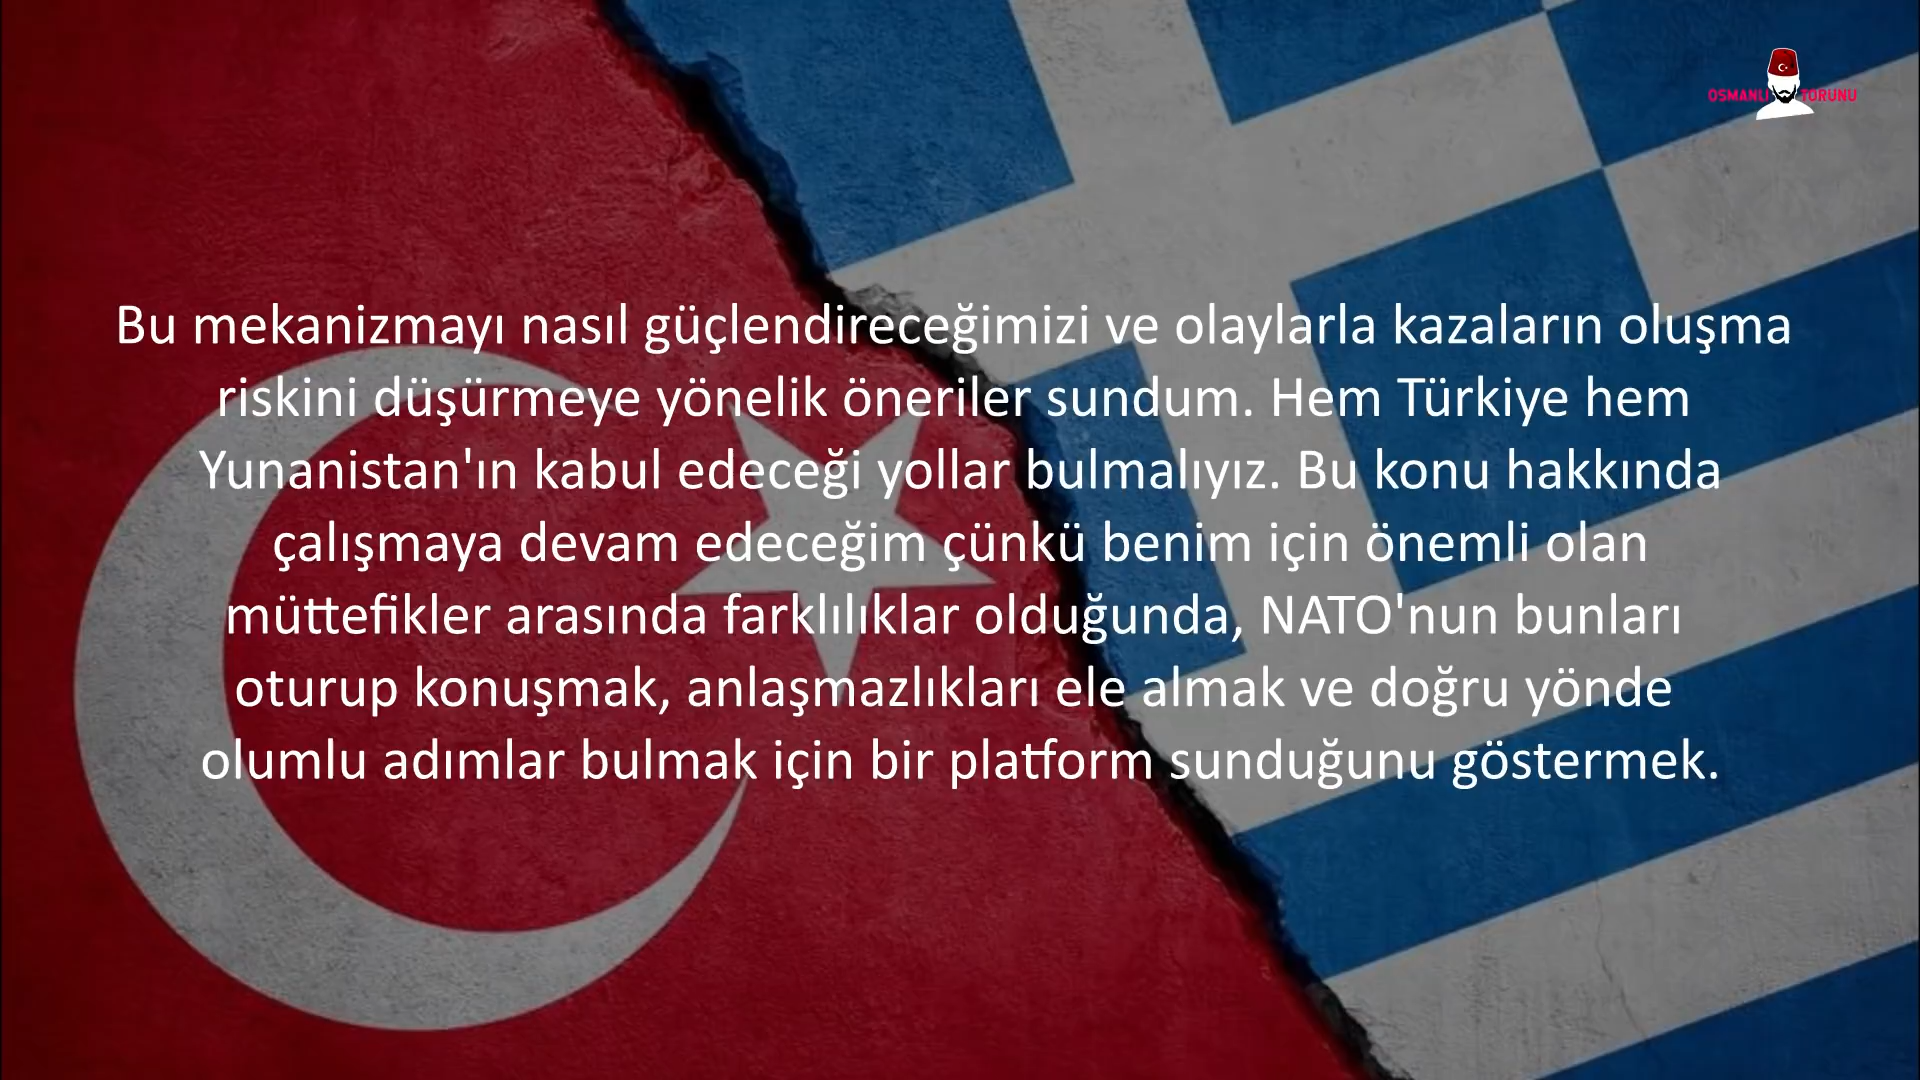 OSMANLI TORUNU
Bu mekanizmayı nasıl güçlendireceğimizi ve olaylarla kazaların oluşma
riskini düşürmeye yönelik öneriler sundum. Hem Türkiye hem
Yunanistan'ın kabul edeceği yollar bulmalıyız. Bu konu hakkında
çalışmaya devam edeceğim çünkü benim için önemli olan
müttefikler arasında farklılıklar olduğunda, NATO'nun bunları
oturup konuşmak, anlaşmazlıkları ele almak ve doğru yönde
olumlu adımlar bulmak için bir platform sunduğunu göstermek.